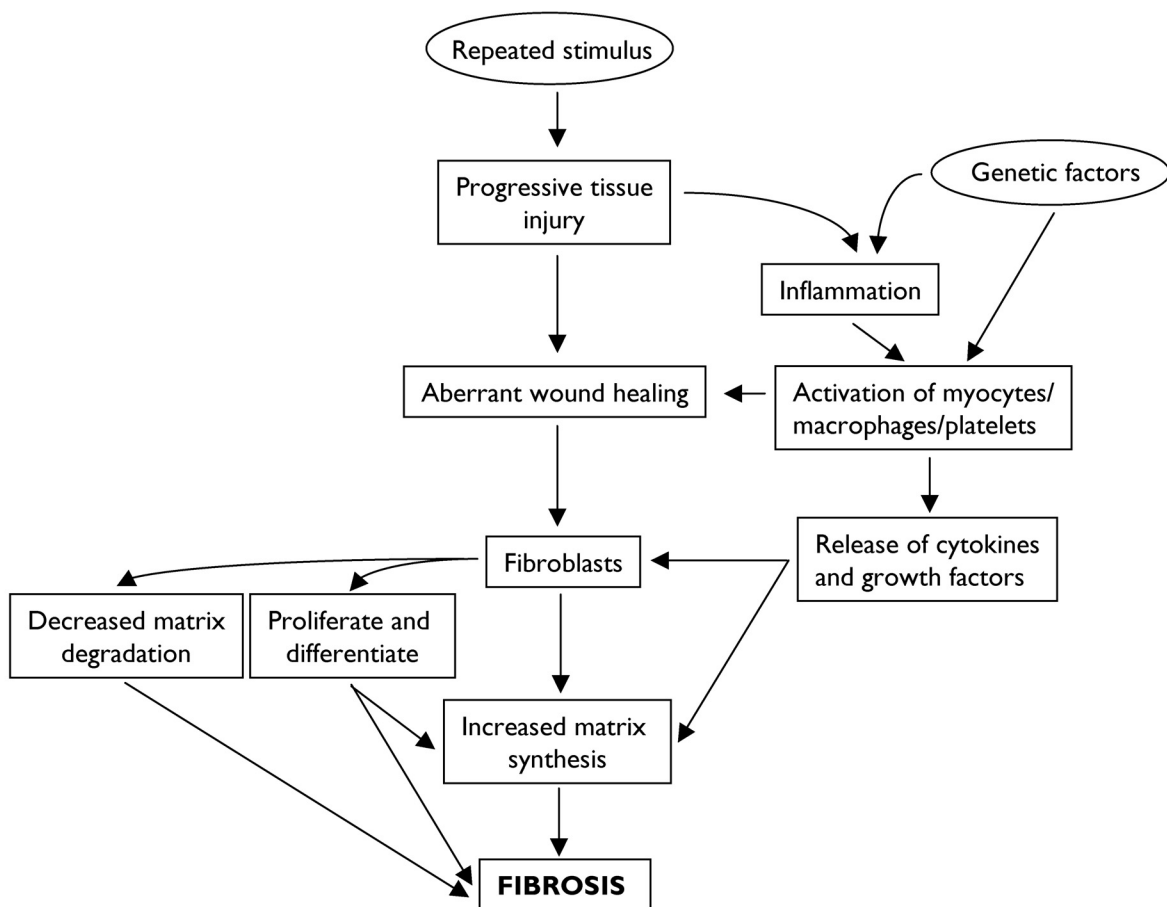 Repeated stimulus
Progressive tissue
injury
Genetic factors
Inflammation
Aberrant wound healing
Activation of myocytes/
macrophages/platelets
Fibroblasts
Release of cytokines
and growth factors
Decreased matrix
degradation
Proliferate and
differentiate
Increased matrix
synthesis
FIBROSIS